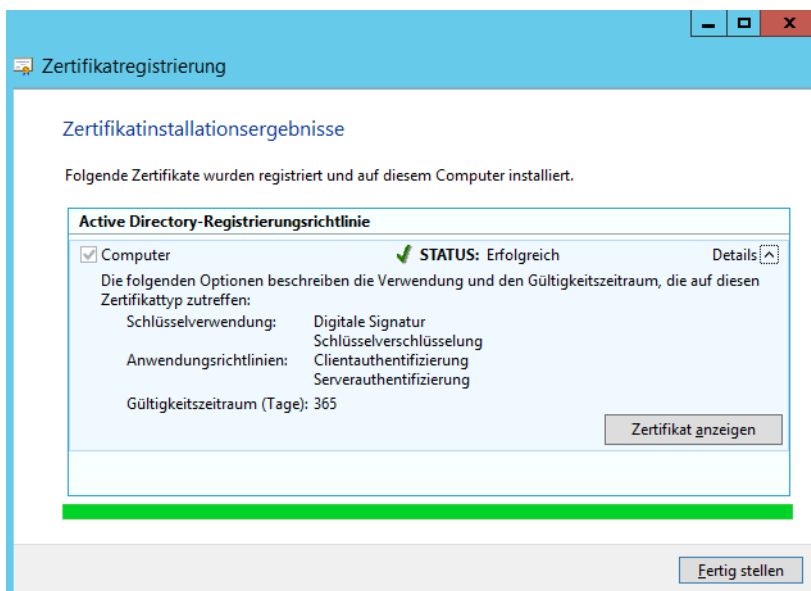 Zertifikatregistrierung
Zertifikatinstallationsergebnisse
Folgende Zertifikate wurden registriert und auf diesem Computer installiert.
Active Directory-Registrierungsrichtlinie
Computer STATUS: Erfolgreich Details
Die folgenden Optionen beschreiben die Verwendung und den Gültigkeitszeitraum, die auf diesen
Zertifikattyp zutreffen:
Schlüsselverwendung: Digitale Signatur
Schlüsselverschlüsselung
Anwendungsrichtlinien: Clientauthentifizierung
Serverauthentifizierung
Gültigkeitszeitraum (Tage): 365
Zertifikat anzeigen
Fertig stellen